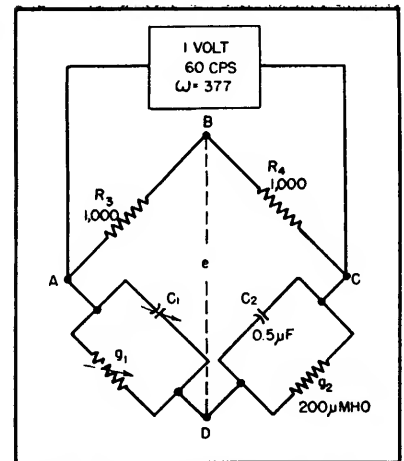 1 VOLT
60 CPS
ω= 377
B
R3
1,000
R4
1,000
e
A
C
C1
C2
0.5μF
g1
g2
200μMHO
D